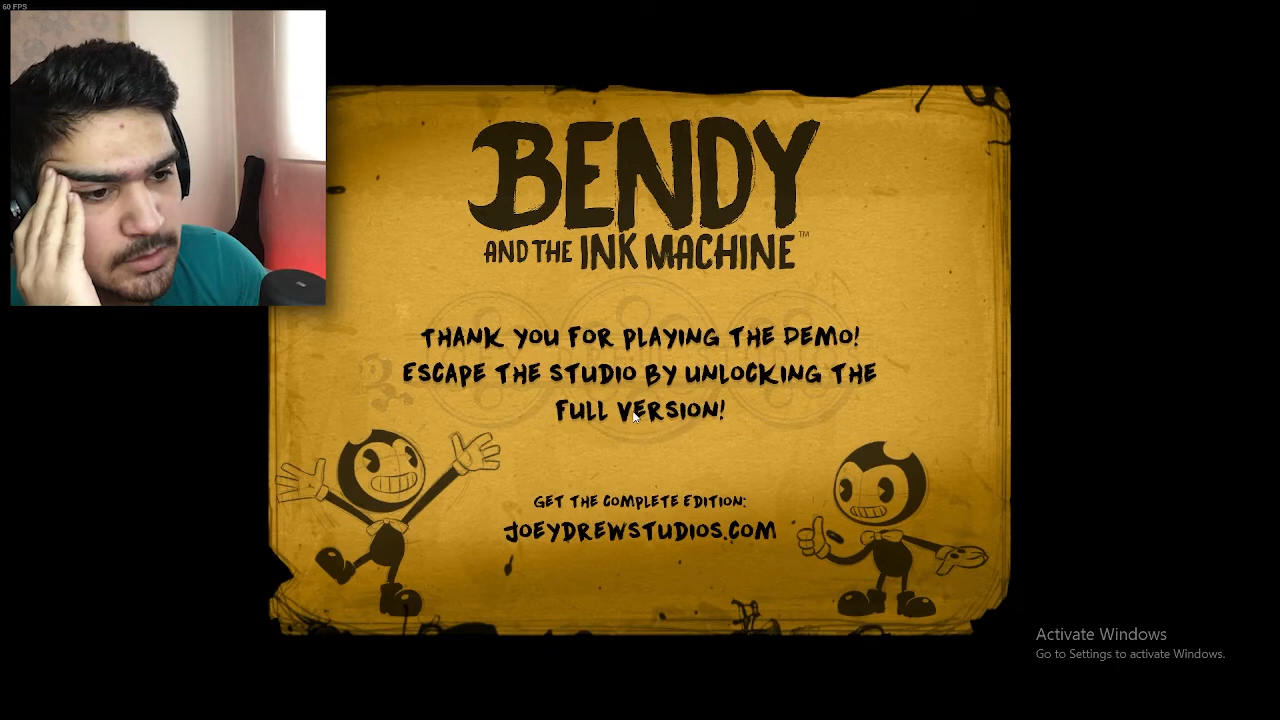 60 FPS
BENDY
AND THE INK MACHINE™
THANK YOU FOR PLAYING THE DEMO!
ESCAPE THE STUDIO BY UNLOCKING THE
FULL VERSION!
GET THE COMPLETE EDITION:
JOEYDREWSTUDIOS.COM
Activate Windows
Go to Settings to activate Windows.